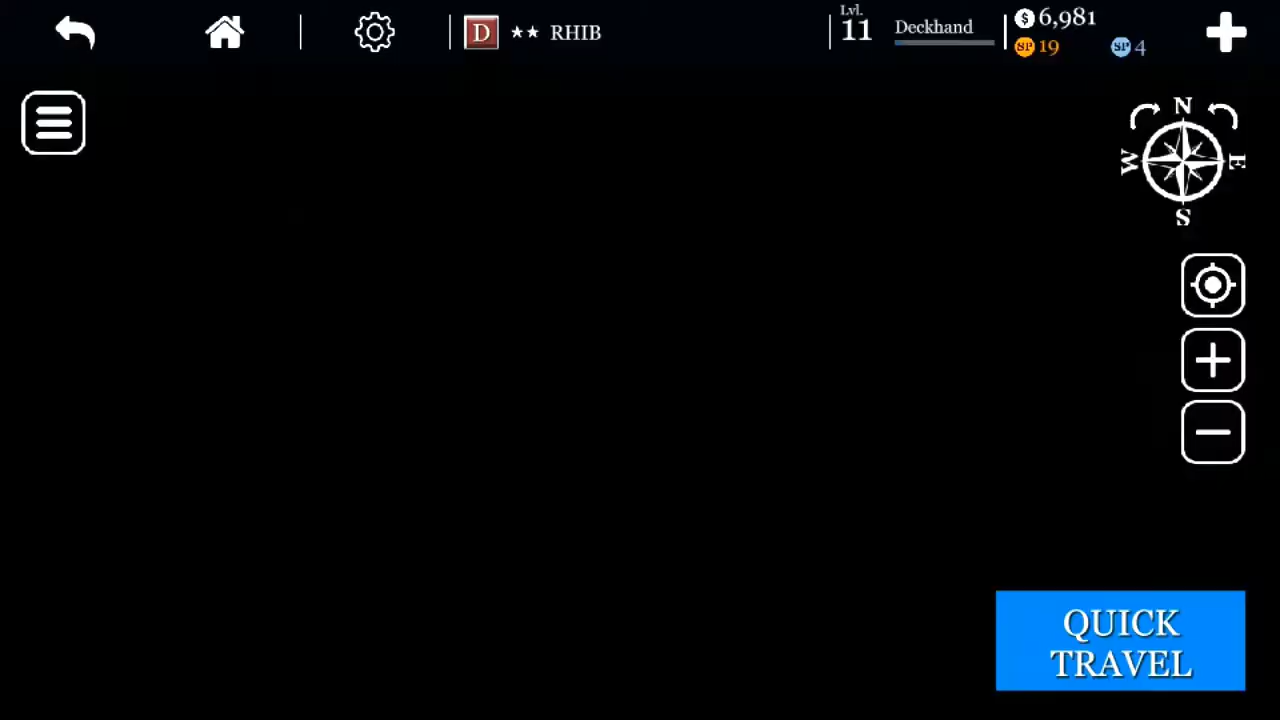 D ★★ RHIB
Lvl.
11
Deckhand
$ 6,981
SP 19
SP 4
N
W E
S
QUICK
TRAVEL